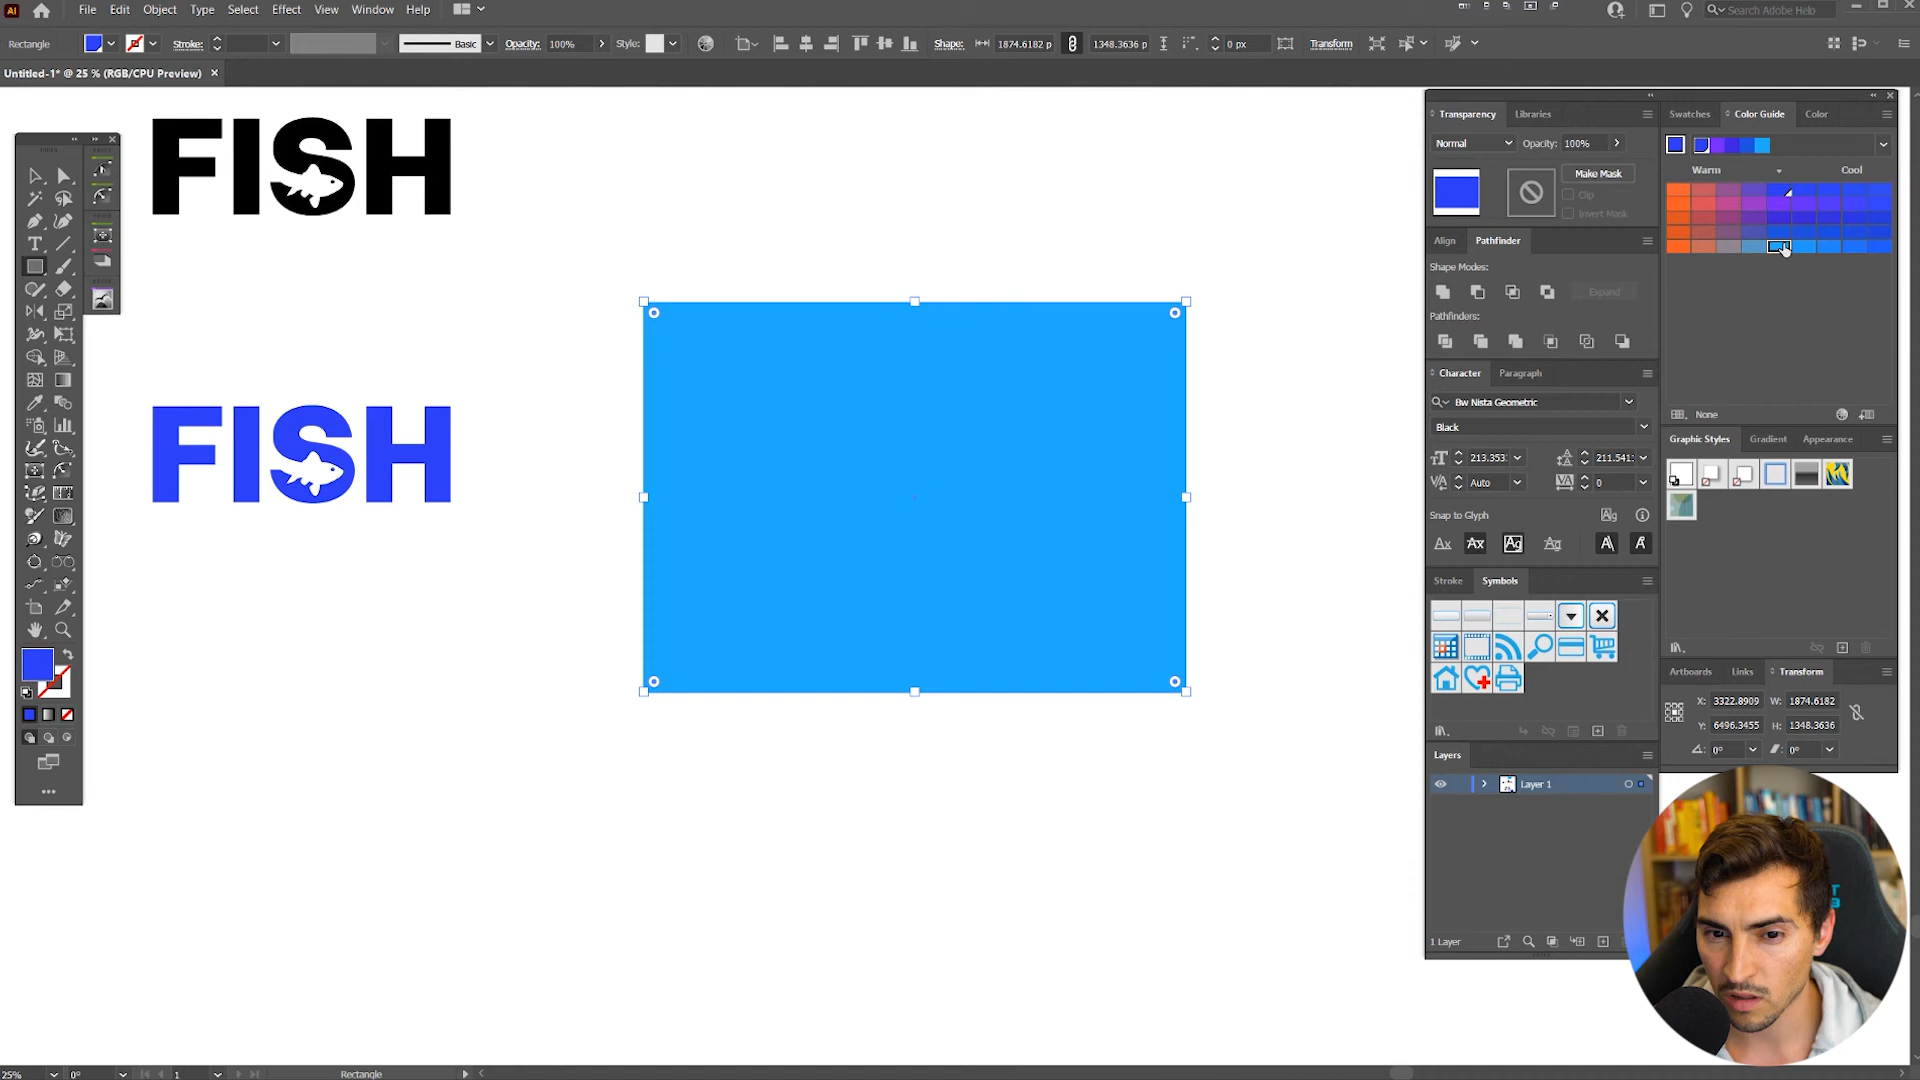 Ai File Edit Object Type Select Effect View Window Help Search Adobe Help
Rectangle Stroke: Basic Opacity: 100% Style: Shape: 1874.6182 p 1348.3636 p 0 px Transform
Untitled-1* @ 25 % (RGB/CPU Preview)
FISH
FISH
Transparency Libraries
Normal Opacity: 100%
Make Mask
Clip
Invert Mask
Align Pathfinder
Shape Modes:
Expand
Pathfinders:
Character Paragraph
Bw Nista Geometric
Black
213.353 211.541
Auto 0
Snap to Glyph
Stroke Symbols
Layers
Layer 1
1 Layer
Swatches Color Guide Color
Warm Cool
None
Graphic Styles Gradient Appearance
Artboards Links Transform
X: 3322.8909 W: 1874.6182
Y: 6496.3455 H: 1348.3636
0° 0°
25% 0° 1 Rectangle